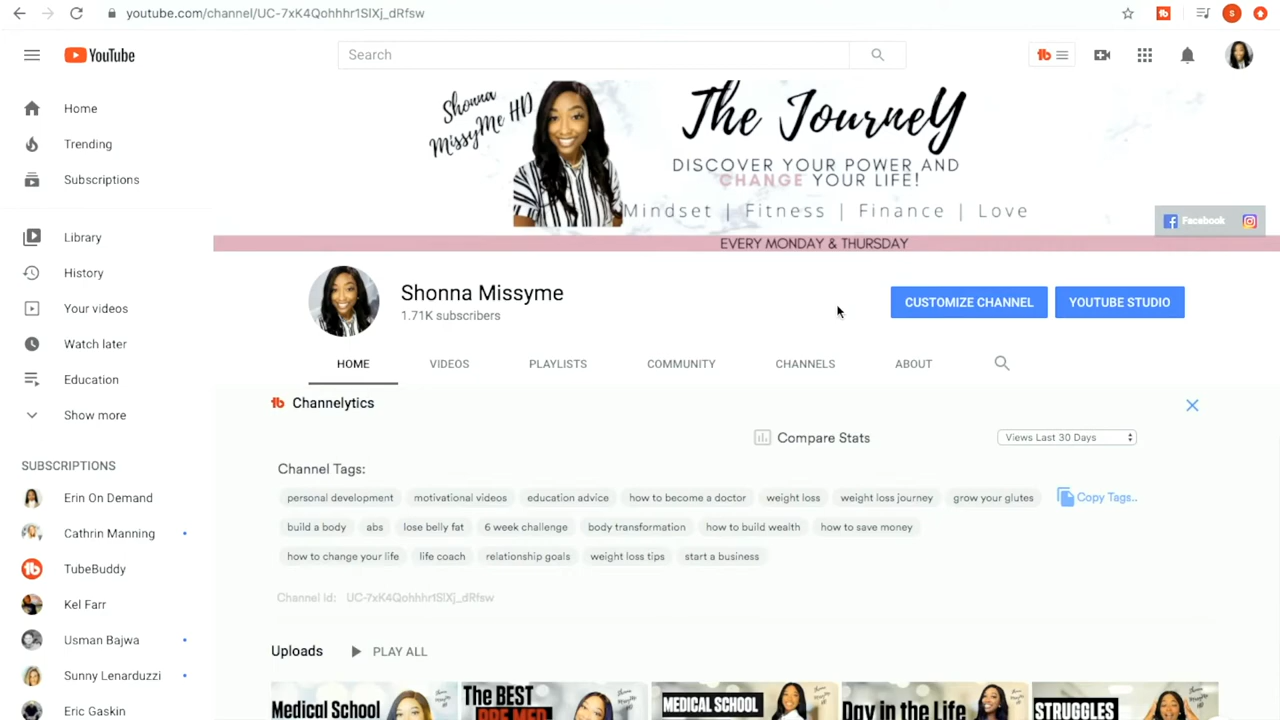 youtube.com/channel/UC-7xK4Qohhhr1SlXj_dRfsw
YouTube
Search
Home
Trending
Subscriptions
Library
History
Your videos
Watch later
Education
Show more
SUBSCRIPTIONS
Erin On Demand
Cathrin Manning
TubeBuddy
Kel Farr
Usman Bajwa
Sunny Lenarduzzi
Eric Gaskin
Shonna
MissyMe HD
The Journey
DISCOVER YOUR POWER AND
CHANGE YOUR LIFE!
Mindset | Fitness | Finance | Love
Facebook
EVERY MONDAY & THURSDAY
Shonna Missyme
1.71K subscribers
CUSTOMIZE CHANNEL YOUTUBE STUDIO
HOME VIDEOS PLAYLISTS COMMUNITY CHANNELS ABOUT
Channelytics
Compare Stats Views Last 30 Days
Channel Tags:
personal development motivational videos education advice how to become a doctor weight loss weight loss journey grow your glutes Copy Tags..
build a body abs lose belly fat 6 week challenge body transformation how to build wealth how to save money
how to change your life life coach relationship goals weight loss tips start a business
Channel Id: UC-7xK4Qohhhr1SlXj_dRfsw
Uploads PLAY ALL
Medical School
The BEST
PRE MED
MEDICAL SCHOOL
Day in the Life
STRUGGLES